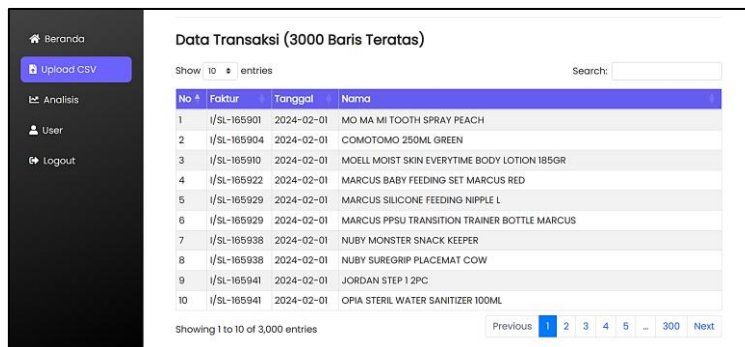 Beranda
Upload CSV
Analisis
User
Logout
Data Transaksi (3000 Baris Teratas)
Show 10 entries
Search:
No Faktur Tanggal Nama
1 I/SL-165901 2024-02-01 MO MA MI TOOTH SPRAY PEACH
2 I/SL-165904 2024-02-01 COMOTOMO 250ML GREEN
3 I/SL-165910 2024-02-01 MOELL MOIST SKIN EVERYTIME BODY LOTION 185GR
4 I/SL-165922 2024-02-01 MARCUS BABY FEEDING SET MARCUS RED
5 I/SL-165929 2024-02-01 MARCUS SILICONE FEEDING NIPPLE L
6 I/SL-165929 2024-02-01 MARCUS PPSU TRANSITION TRAINER BOTTLE MARCUS
7 I/SL-165938 2024-02-01 NUBY MONSTER SNACK KEEPER
8 I/SL-165938 2024-02-01 NUBY SUREGRIP PLACEMAT COW
9 I/SL-165941 2024-02-01 JORDAN STEP 1 2PC
10 I/SL-165941 2024-02-01 OPIA STERIL WATER SANITIZER 100ML
Showing 1 to 10 of 3,000 entries
Previous 1 2 3 4 5 … 300 Next